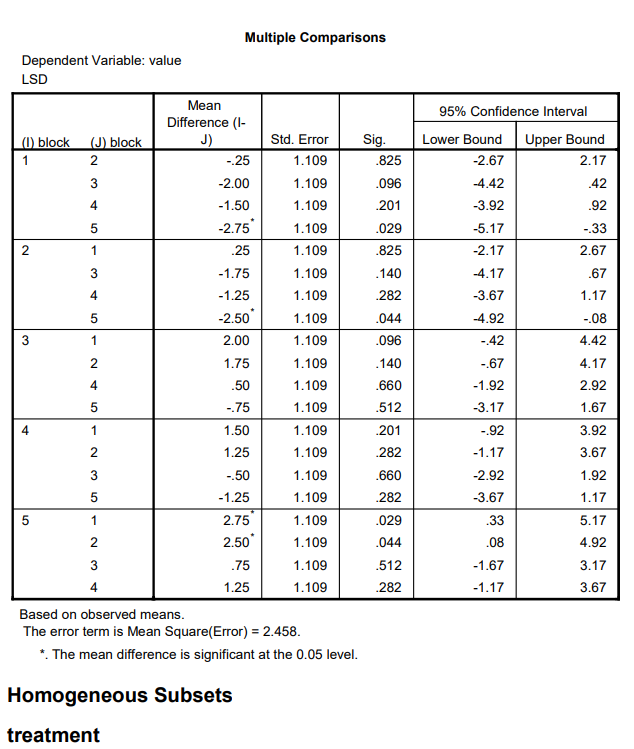 Multiple Comparisons
Dependent Variable: value
LSD
(I) block (J) block Mean Difference (I-J) Std. Error Sig. 95% Confidence Interval
Lower Bound Upper Bound
1 2 -.25 1.109 .825 -2.67 2.17
3 -2.00 1.109 .096 -4.42 .42
4 -1.50 1.109 .201 -3.92 .92
5 -2.75* 1.109 .029 -5.17 -.33
2 1 .25 1.109 .825 -2.17 2.67
3 -1.75 1.109 .140 -4.17 .67
4 -1.25 1.109 .282 -3.67 1.17
5 -2.50* 1.109 .044 -4.92 -.08
3 1 2.00 1.109 .096 -.42 4.42
2 1.75 1.109 .140 -.67 4.17
4 .50 1.109 .660 -1.92 2.92
5 -.75 1.109 .512 -3.17 1.67
4 1 1.50 1.109 .201 -.92 3.92
2 1.25 1.109 .282 -1.17 3.67
3 -.50 1.109 .660 -2.92 1.92
5 -1.25 1.109 .282 -3.67 1.17
5 1 2.75* 1.109 .029 .33 5.17
2 2.50* 1.109 .044 .08 4.92
3 .75 1.109 .512 -1.67 3.17
4 1.25 1.109 .282 -1.17 3.67
Based on observed means.
The error term is Mean Square(Error) = 2.458.
*. The mean difference is significant at the 0.05 level.
Homogeneous Subsets
treatment